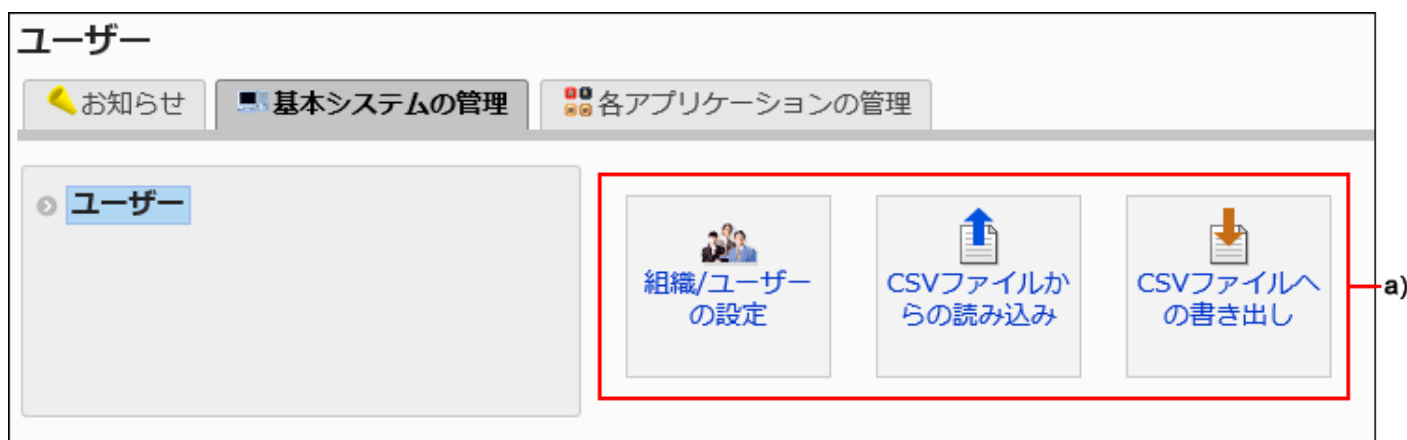 ユーザー
お知らせ
基本システムの管理
各アプリケーションの管理
ユーザー
組織/ユーザー
の設定
CSVファイルか
らの読み込み
CSVファイルへ
の書き出し
a)